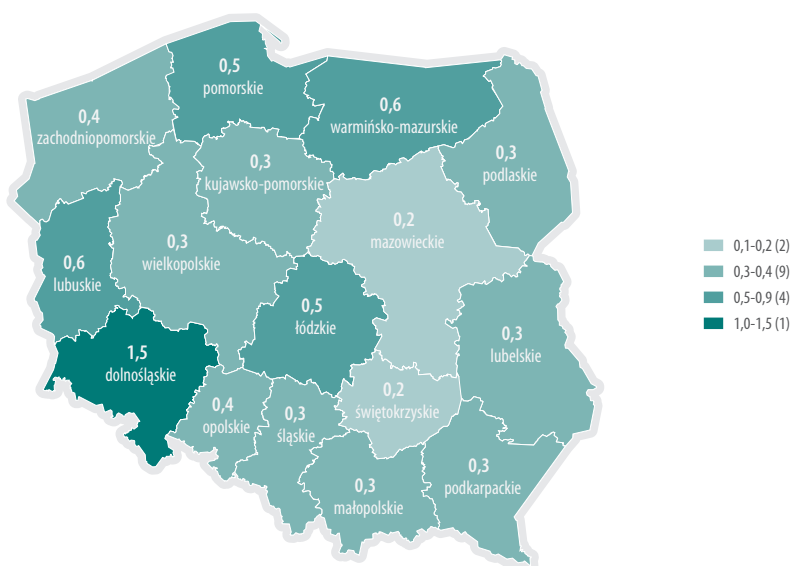 0,5
pomorskie
0,6
warmińsko-mazurskie
0,4
zachodniopomorskie
0,3
kujawsko-pomorskie
0,3
podlaskie
0,2
mazowieckie
0,3
wielkopolskie
0,6
lubuskie
0,5
łódzkie
0,3
lubelskie
1,5
dolnośląskie
0,4
opolskie
0,3
śląskie
0,2
świętokrzyskie
0,3
małopolskie
0,3
podkarpackie
0,1-0,2 (2)
0,3-0,4 (9)
0,5-0,9 (4)
1,0-1,5 (1)